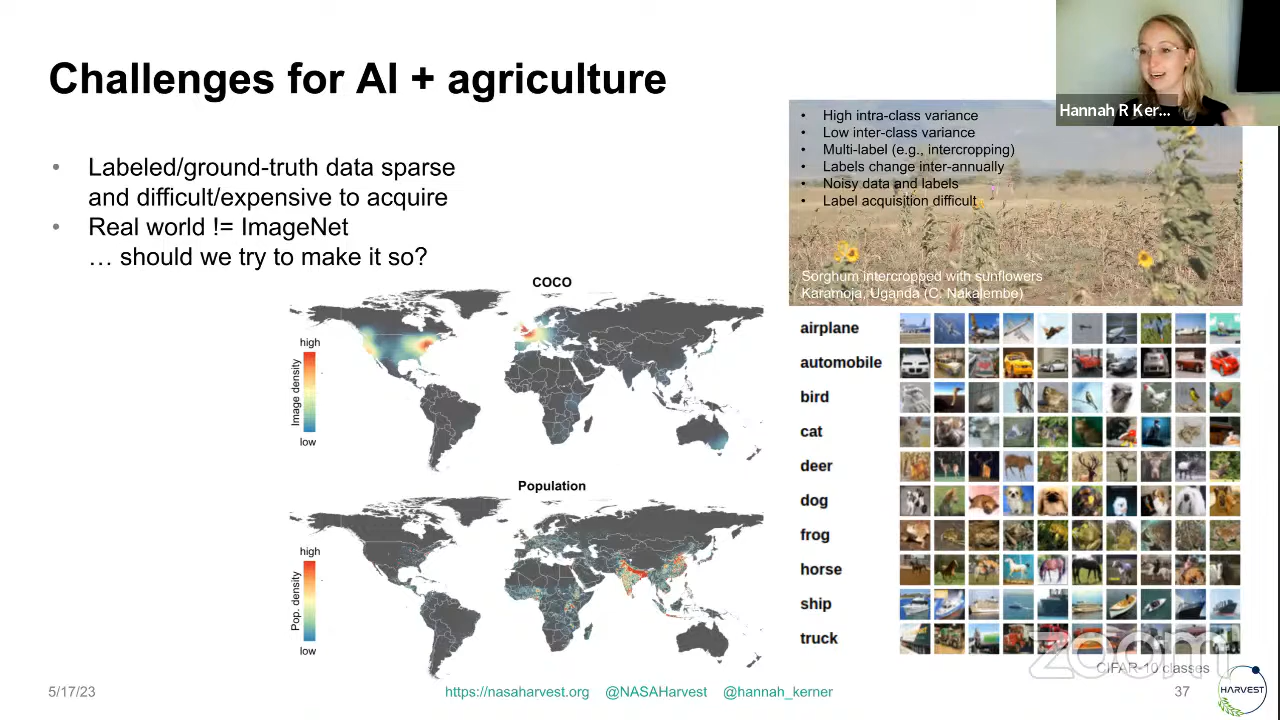 Challenges for AI + agriculture
Hannah R Ker...
• Labeled/ground-truth data sparse
and difficult/expensive to acquire
• Real world != ImageNet
… should we try to make it so?
• High intra-class variance
• Low inter-class variance
• Multi-label (e.g., intercropping)
• Labels change inter-annually
• Noisy data and labels
• Label acquisition difficult
Sorghum intercropped with sunflowers
Karamoja, Uganda (C. Nakalembe)
COCO
high
Image density
low
Population
high
Pop. density
low
airplane
automobile
bird
cat
deer
dog
frog
horse
ship
truck
zoom
CIFAR-10 classes
5/17/23
https://nasaharvest.org @NASAHarvest @hannah_kerner
37
HARVEST